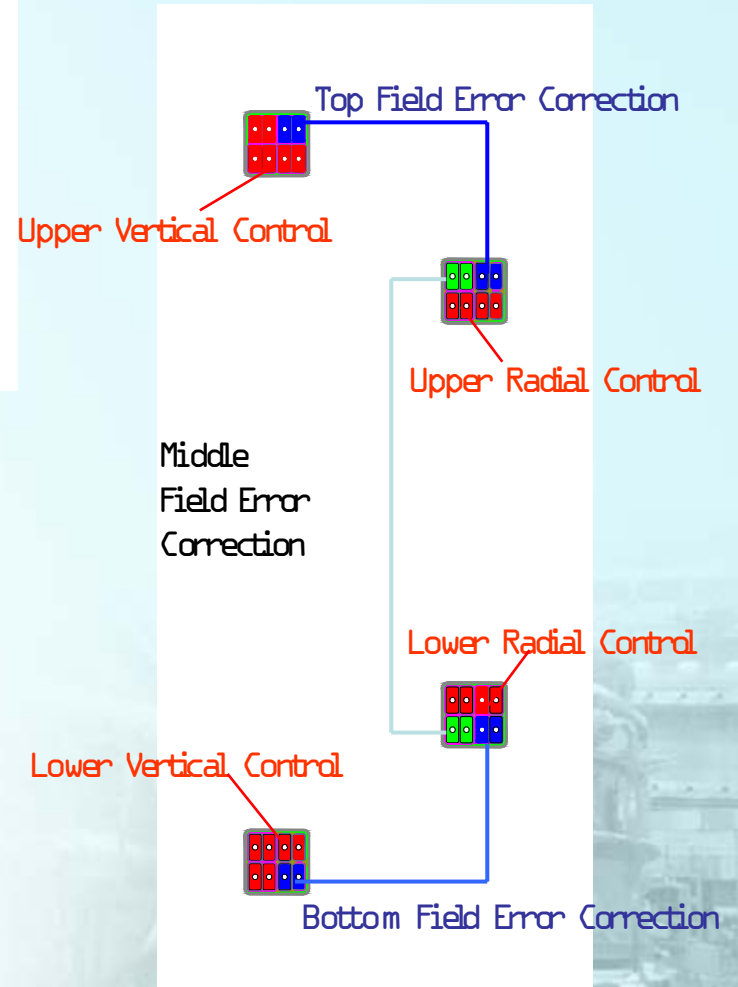 Top Field Error Correction
Upper Vertical Control
Upper Radial Control
Middle
Field Error
Correction
Lower Radial Control
Lower Vertical Control
Bottom Field Error Correction